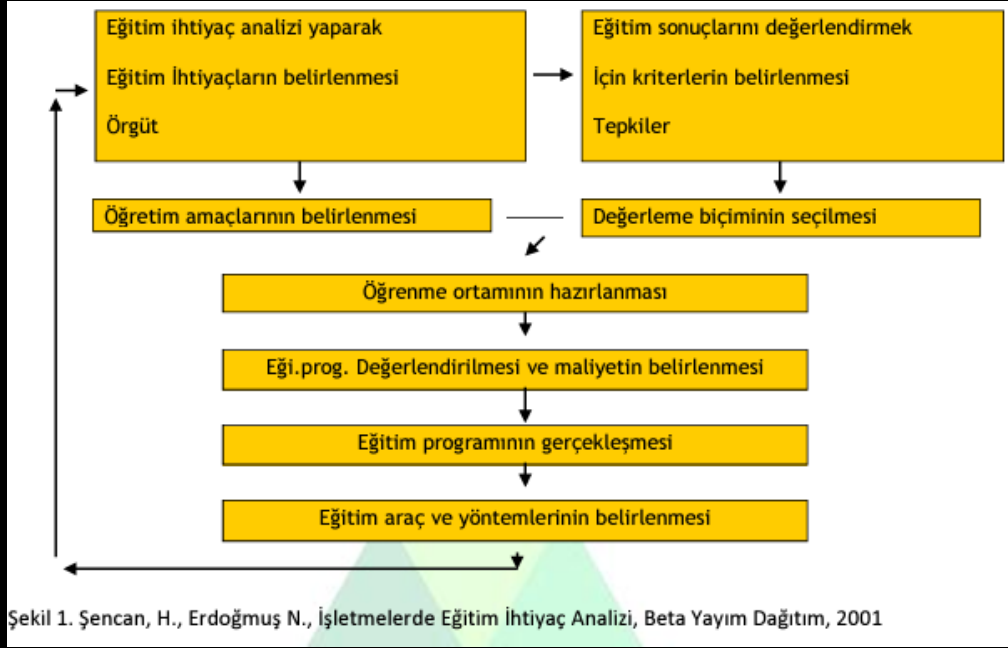 Eğitim ihtiyaç analizi yaparak
Eğitim İhtiyaçların belirlenmesi
Örgüt
Eğitim sonuçlarını değerlendirmek
İçin kriterlerin belirlenmesi
Tepkiler
Öğretim amaçlarının belirlenmesi
Değerleme biçiminin seçilmesi
Öğrenme ortamının hazırlanması
Eği.prog. Değerlendirilmesi ve maliyetin belirlenmesi
Eğitim programının gerçekleşmesi
Eğitim araç ve yöntemlerinin belirlenmesi
Şekil 1. Şencan, H., Erdoğmuş N., İşletmelerde Eğitim İhtiyaç Analizi, Beta Yayım Dağıtım, 2001